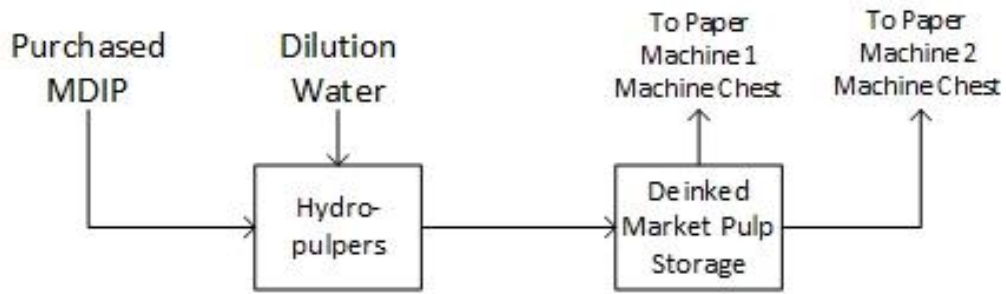 Purchased
MDIP
Dilution
Water
To Paper
Machine 1
Machine Chest
To Paper
Machine 2
Machine Chest
Hydro-
pulpers
Deinked
Market Pulp
Storage